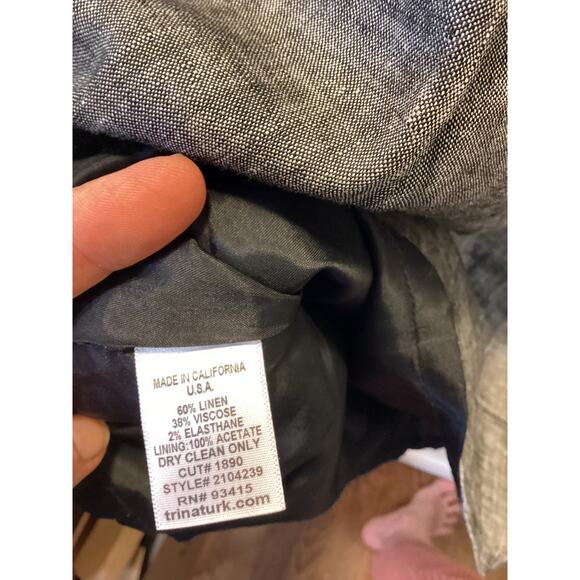 MADE IN CALIFORNIA
U.S.A.
60% LINEN
38% VISCOSE
2% ELASTHANE
LINING:100% ACETATE
DRY CLEAN ONLY
CUT# 1890
STYLE# 2104239
RN# 93415
trinaturk.com